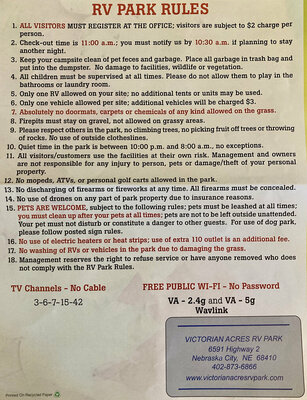 RV PARK RULES
1. ALL VISITORS MUST REGISTER AT THE OFFICE; visitors are subject to $2 charge per
person.
2. Check-out time is 11:00 a.m.; you must notify us by 10:30 a.m. if planning to stay
another night.
3. Keep your campsite clean of pet feces and garbage. Place all garbage in trash bag and
put into the dumpster. No damage to facilities, wildlife or vegetation.
4. All children must be supervised at all times. Please do not allow them to play in the
bathrooms or laundry room.
5. Only one RV allowed on your site; no additional tents or units may be used.
6. Only one vehicle allowed per site; additional vehicles will be charged $3.
7. Absolutely no doormats, carpets or chemicals of any kind allowed on the grass.
8. Firepits must stay on gravel, not allowed on grassy areas.
9. Please respect others in the park, no climbing trees, no picking fruit off trees or throwing
of rocks. No use of outside clotheslines.
10. Quiet time in the park is between 10:00 p.m. and 8:00 a.m., no exceptions.
11. All visitors/customers use the facilities at their own risk. Management and owners
are not responsible for any injury to person, pets or damage/theft of your personal
property.
12. No mopeds, ATVs, or personal golf carts allowed in the park.
13. No discharging of firearms or fireworks at any time. All firearms must be concealed.
14. No use of drones on any part of park property due to insurance reasons.
15. PETS ARE WELCOME, subject to the following rules; pets must be leashed at all times;
you must clean up after your pets at all times; pets are not to be left outside unattended.
Your pet must not disturb or constitute a danger to other guests. For use of dog park,
please follow posted sign rules.
16. No use of electric heaters or heat strips; use of extra 110 outlet is an additional fee.
17. No washing of RVs or vehicles in the park due to damaging the grass.
18. Management reserves the right to refuse service or have anyone removed who
does not comply with the RV Park Rules.
TV Channels - No Cable
3-6-7-15-42
FREE PUBLIC WI-FI - No Password
VA - 2.4g and VA - 5g
Wavlink
VICTORIAN ACRES RV PARK
6591 Highway 2
Nebraska City, NE 68410
402-873-6866
www.victorianacresrvpark.com
Printed On Recycled Paper